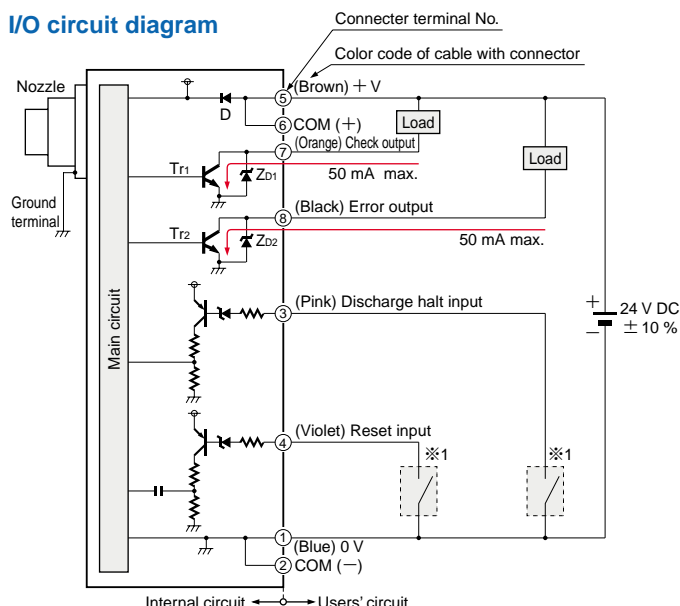 I/O circuit diagram
Connecter terminal No.
Color code of cable with connector
Nozzle
Ground
terminal
Main circuit
D
5 (Brown) + V
6 COM (+)
7 (Orange) Check output
Load
Load
Tr1
ZD1
50 mA max.
8 (Black) Error output
Tr2
ZD2
50 mA max.
3 (Pink) Discharge halt input
+
−
24 V DC
± 10 %
4 (Violet) Reset input
※1
※1
1 (Blue) 0 V
2 COM (−)
Internal circuit
Users' circuit